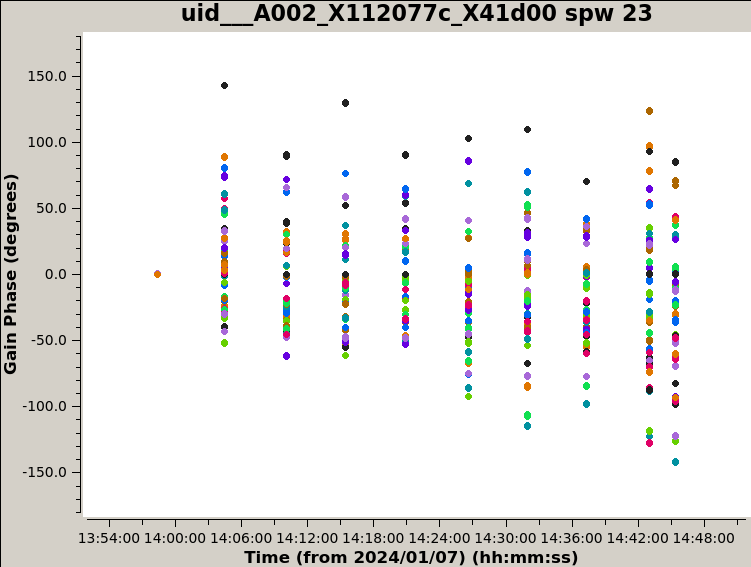 uid___A002_X112077c_X41d00 spw 23
Gain Phase (degrees)
150.0
100.0
50.0
0.0
-50.0
-100.0
-150.0
13:54:00 14:00:00 14:06:00 14:12:00 14:18:00 14:24:00 14:30:00 14:36:00 14:42:00 14:48:00
Time (from 2024/01/07) (hh:mm:ss)